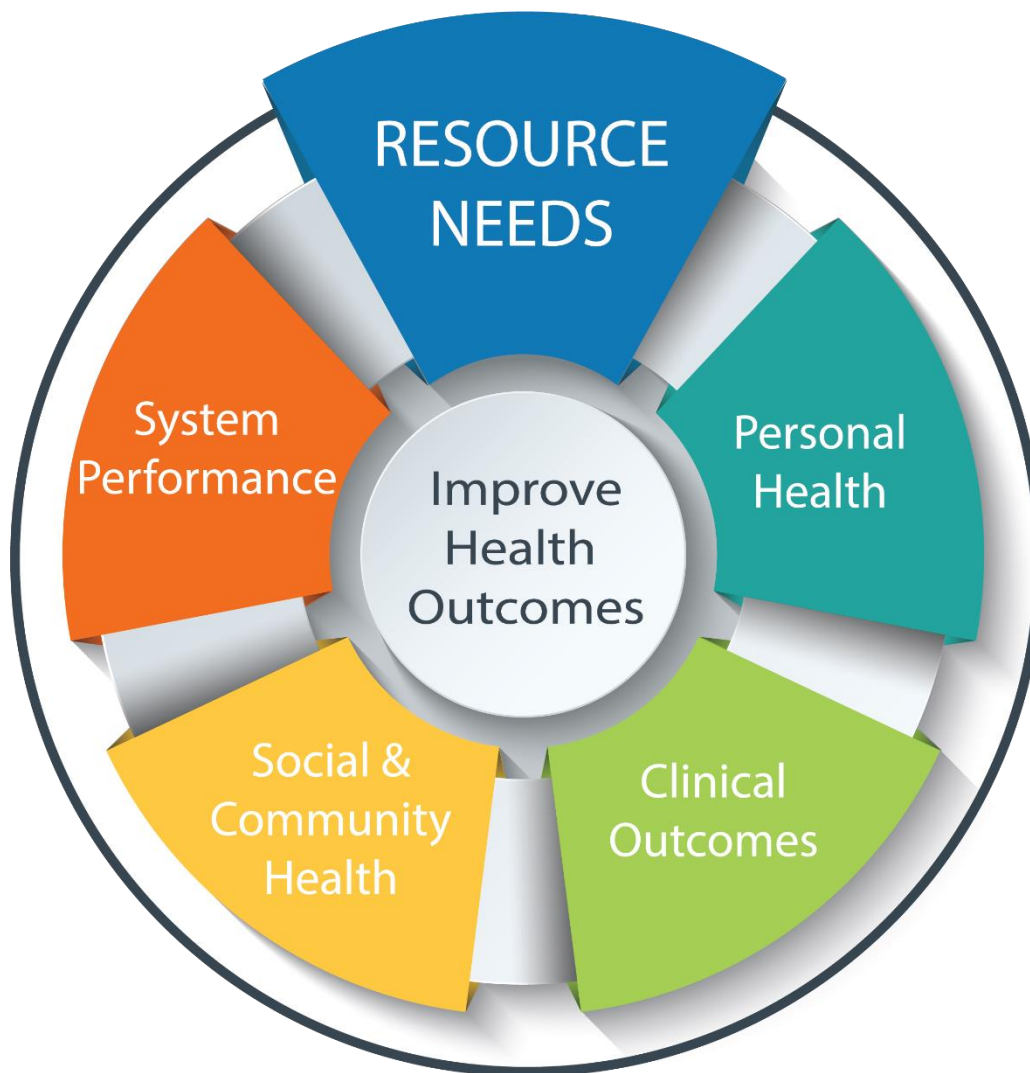 RESOURCE
NEEDS
Personal
Health
Clinical
Outcomes
Social &
Community
Health
System
Performance
Improve
Health
Outcomes